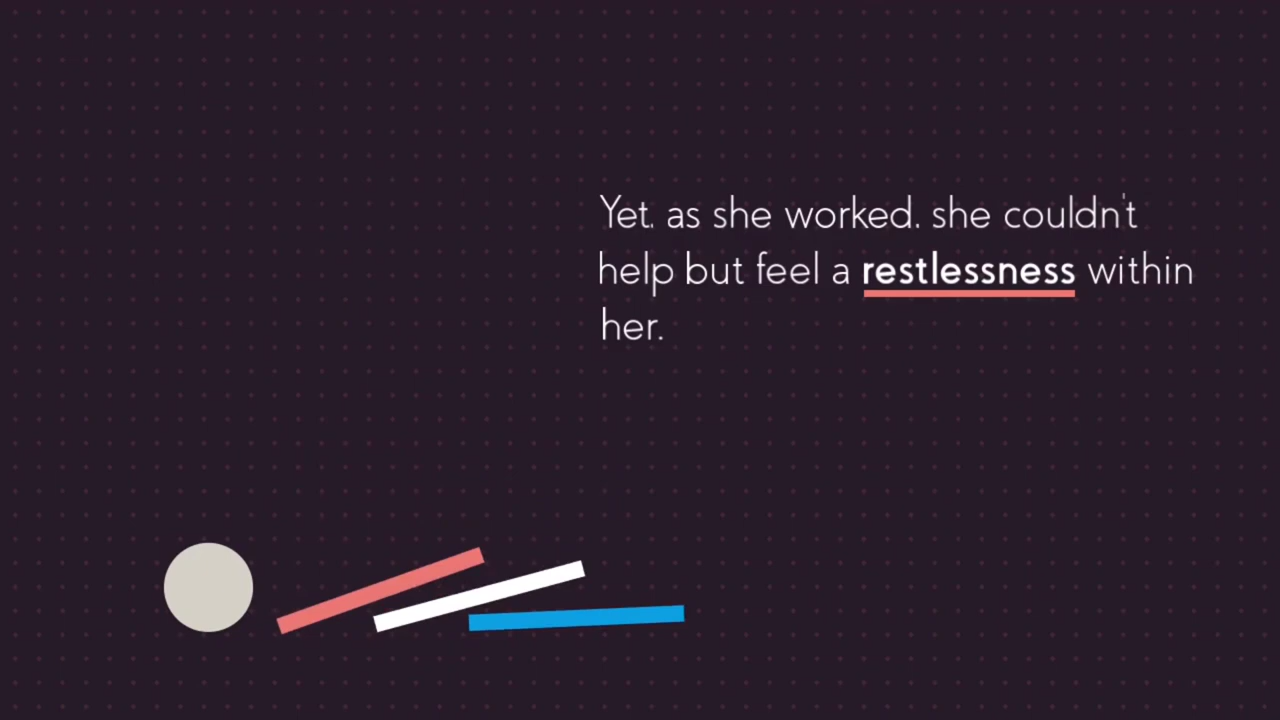 Yet, as she worked, she couldn't
help but feel a restlessness within
her.